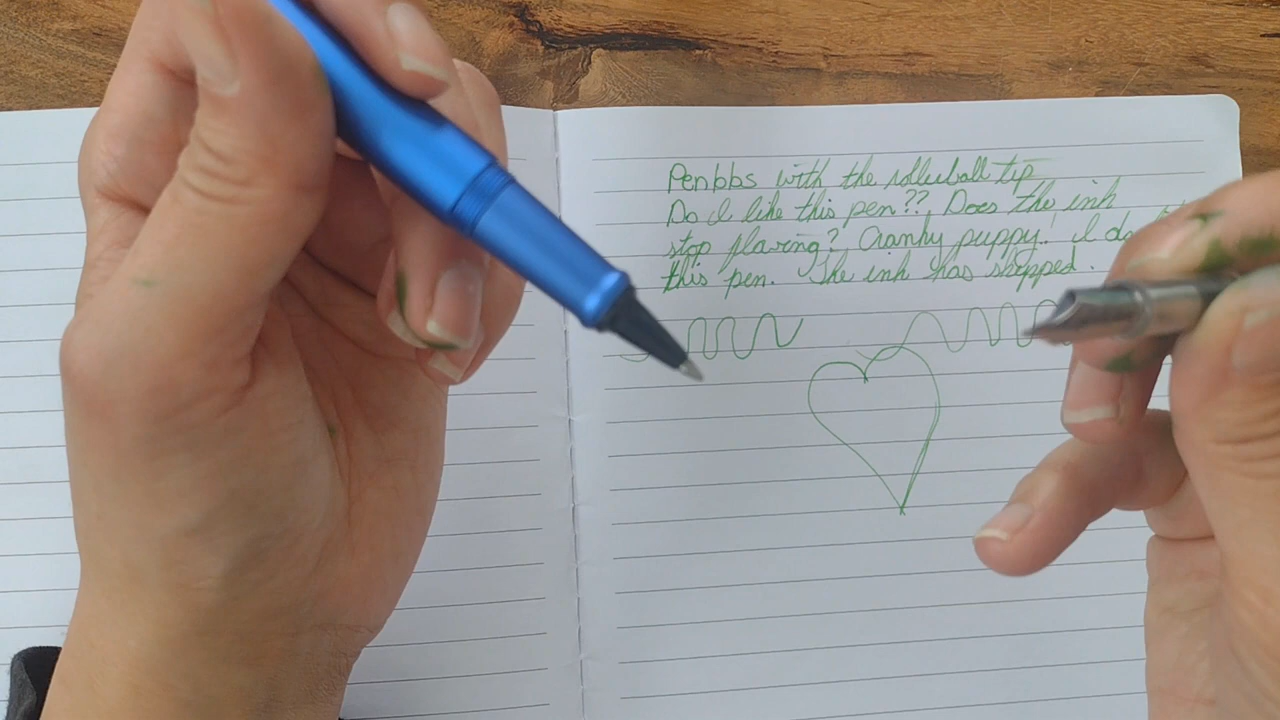 Penbbs with the rollerball tip
Do I like this pen?? Does the ink
stop flaring? Cranky puppy! I do
this pen. The ink has stopped.